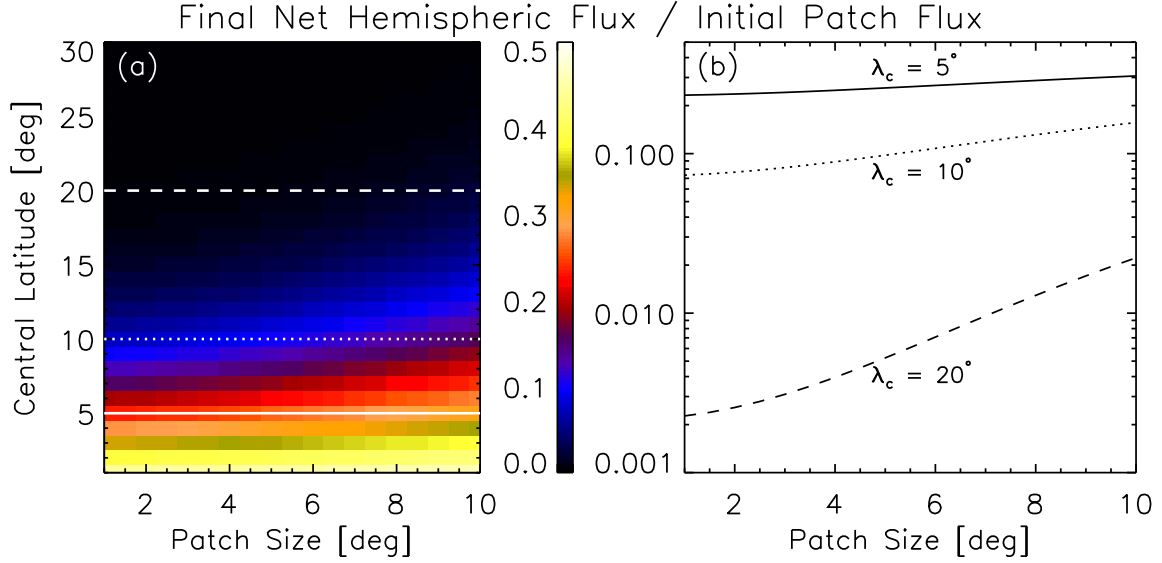 Final Net Hemispheric Flux / Initial Patch Flux
(a)
30
25
20
15
10
5
Central Latitude [deg]
2 4 6 8 10
Patch Size [deg]
0.5
0.4
0.3
0.2
0.1
0.0
(b)
λc = 5°
λc = 10°
λc = 20°
0.100
0.010
0.001
2 4 6 8 10
Patch Size [deg]